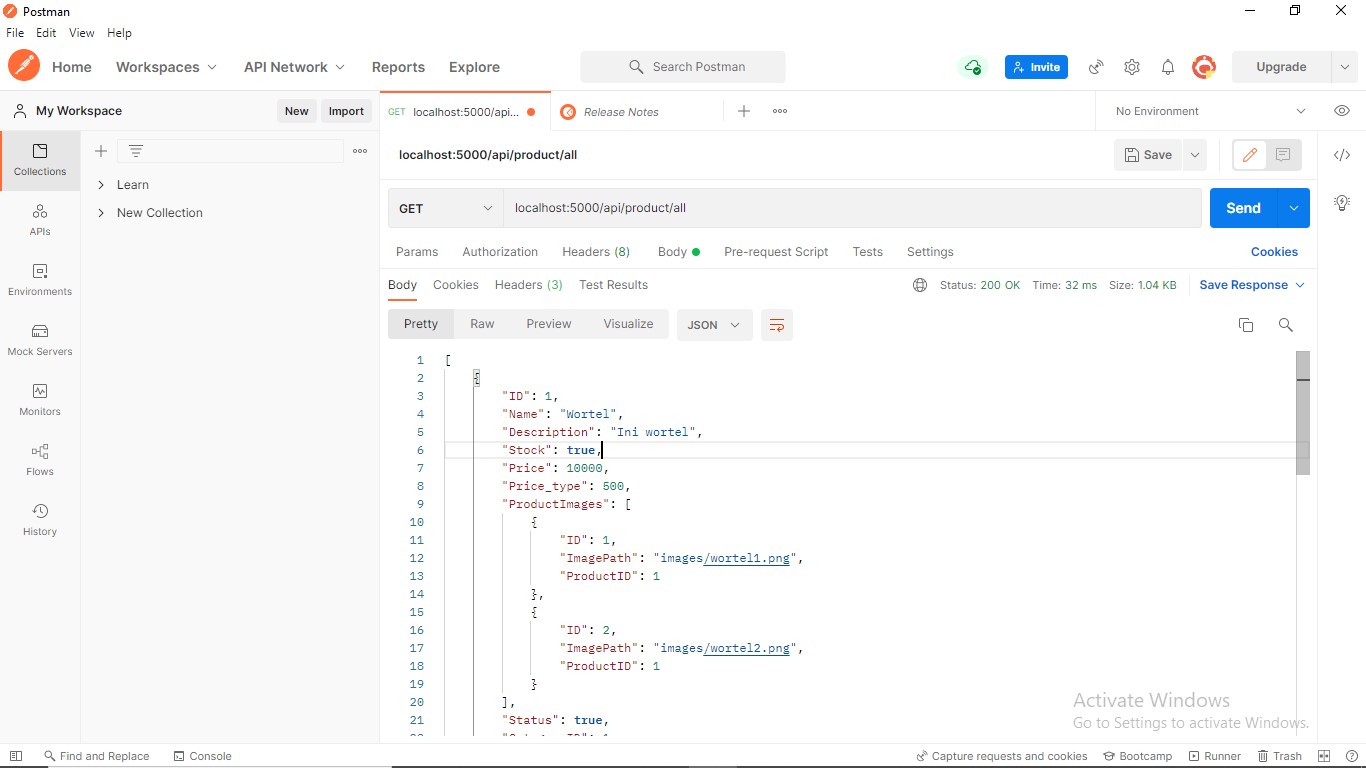 Postman
File Edit View Help
Home Workspaces API Network Reports Explore Search Postman Invite Upgrade
My Workspace New Import GET localhost:5000/api... Release Notes No Environment
localhost:5000/api/product/all Save
Collections
Learn
New Collection
APIs
Environments
Mock Servers
Monitors
Flows
History
GET localhost:5000/api/product/all Send
Params Authorization Headers (8) Body Pre-request Script Tests Settings Cookies
Body Cookies Headers (3) Test Results Status: 200 OK Time: 32 ms Size: 1.04 KB Save Response
Pretty Raw Preview Visualize JSON
1 [
2 {
3 "ID": 1,
4 "Name": "Wortel",
5 "Description": "Ini wortel",
6 "Stock": true,
7 "Price": 10000,
8 "Price_type": 500,
9 "ProductImages": [
10 {
11 "ID": 1,
12 "ImagePath": "images/wortel1.png",
13 "ProductID": 1
14 },
15 {
16 "ID": 2,
17 "ImagePath": "images/wortel2.png",
18 "ProductID": 1
19 }
20 ],
21 "Status": true,
Activate Windows
Go to Settings to activate Windows.
Find and Replace Console Capture requests and cookies Bootcamp Runner Trash